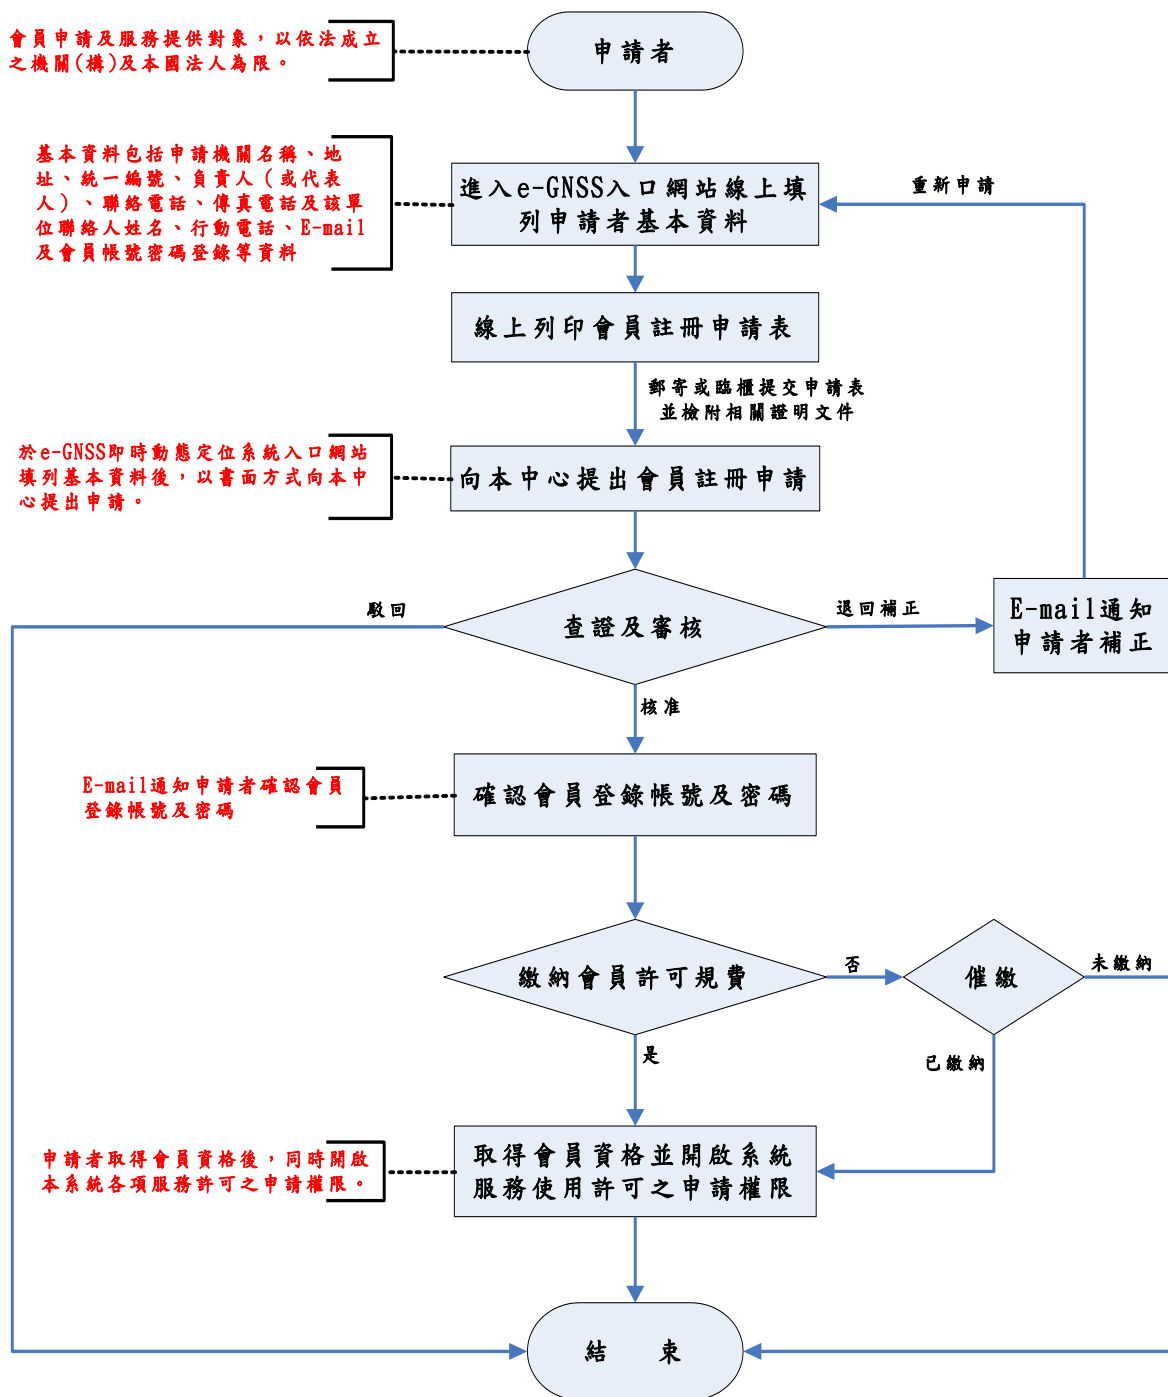 會員申請及服務提供對象，以依法成立
之機關(構)及本國法人為限。
申請者
基本資料包括申請機關名稱、地
址、統一編號、負責人（或代表
人）、聯絡電話、傳真電話及該單
位聯絡人姓名、行動電話、E-mail
及會員帳號密碼登錄等資料
進入e-GNSS入口網站線上填
列申請者基本資料
重新申請
線上列印會員註冊申請表
郵寄或臨櫃提交申請表
並檢附相關證明文件
於e-GNSS即時動態定位系統入口網站
填列基本資料後，以書面方式向本中
心提出申請。
向本中心提出會員註冊申請
駁回
查證及審核
退回補正
E-mail通知
申請者補正
核准
E-mail通知申請者確認會員
登錄帳號及密碼
確認會員登錄帳號及密碼
繳納會員許可規費
否
催繳
未繳納
是
已繳納
申請者取得會員資格後，同時開啟
本系統各項服務許可之申請權限。
取得會員資格並開啟系統
服務使用許可之申請權限
結　束